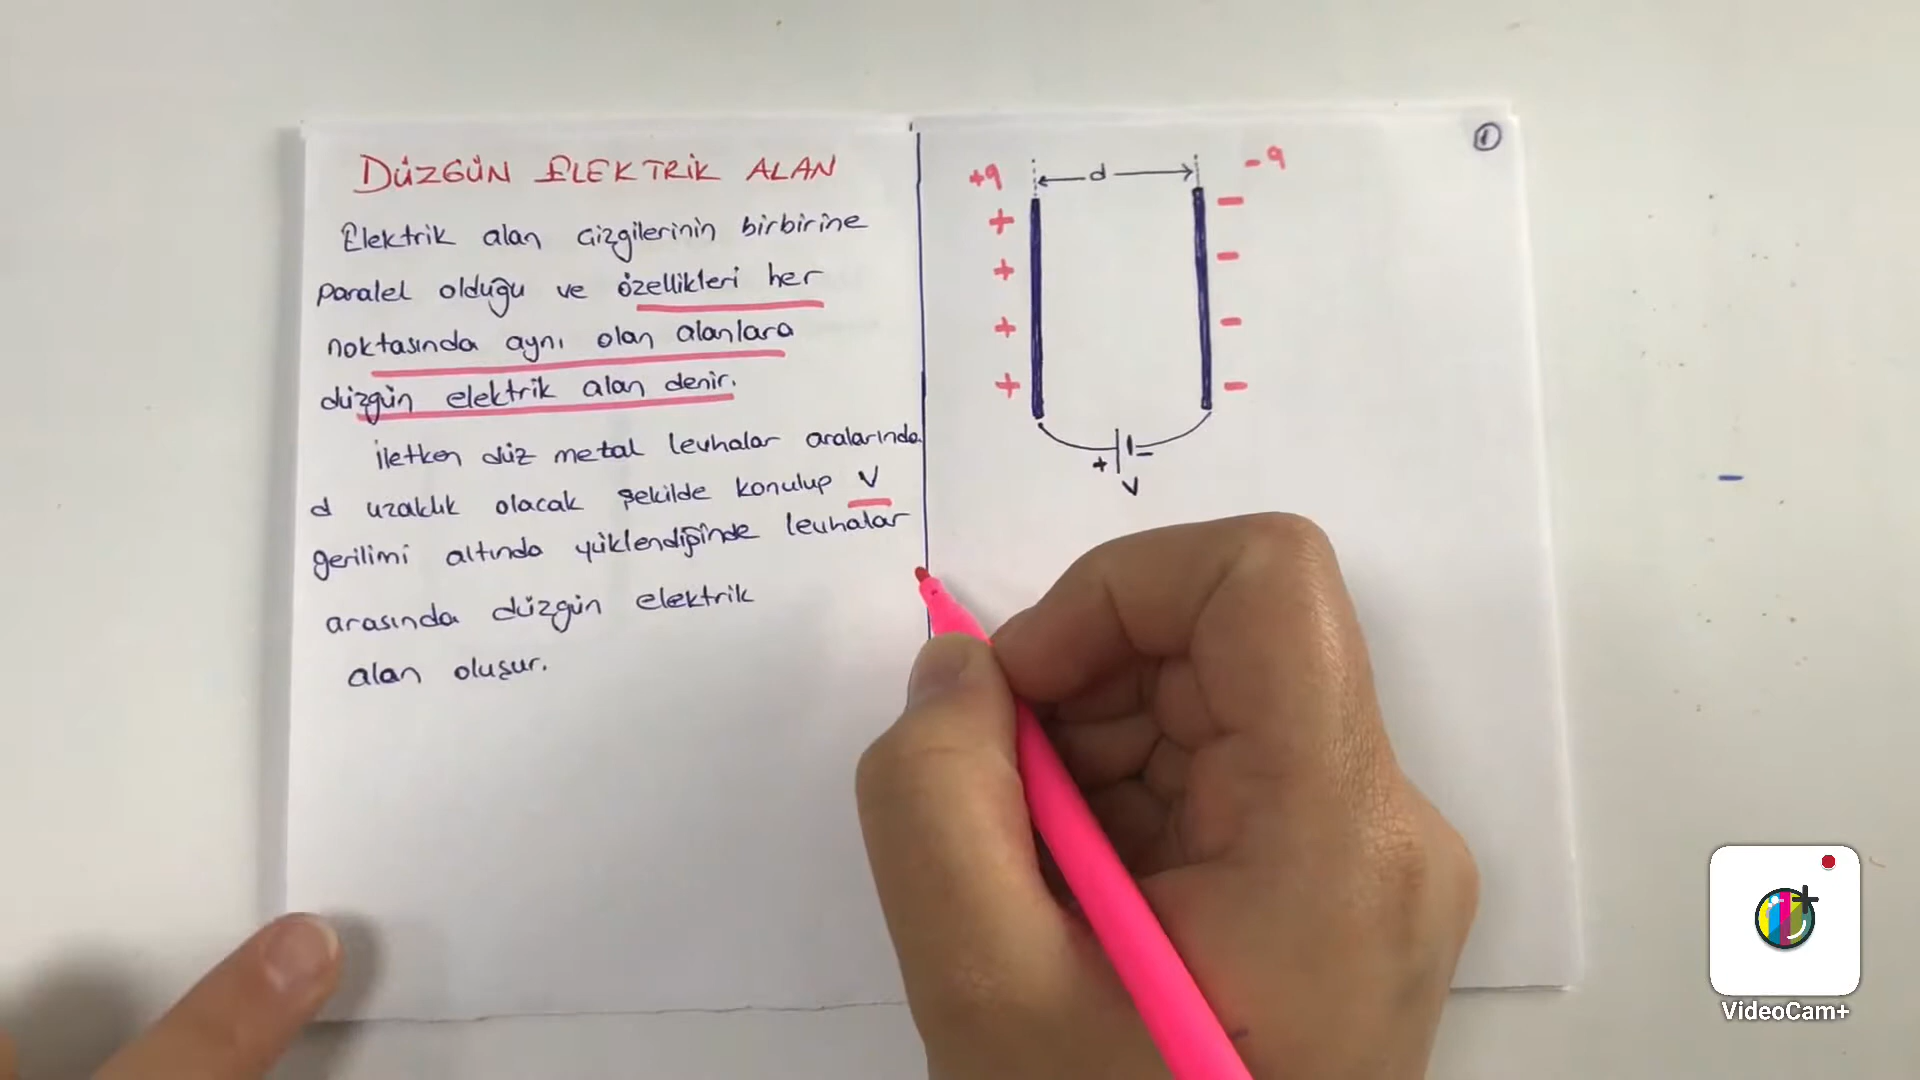 DÜZGÜN ELEKTRİK ALAN
Elektrik alan çizgilerinin birbirine
paralel olduğu ve özellikleri her
noktasında aynı olan alanlara
düzgün elektrik alan denir.
İletken düz metal levhalar aralarında
d uzaklık olacak şekilde konulup V
gerilimi altında yüklendiğinde levhalar
arasında düzgün elektrik
alan oluşur.
1
+q d -q
+ -
+ -
+ -
+ -
+ -
V
VideoCam+